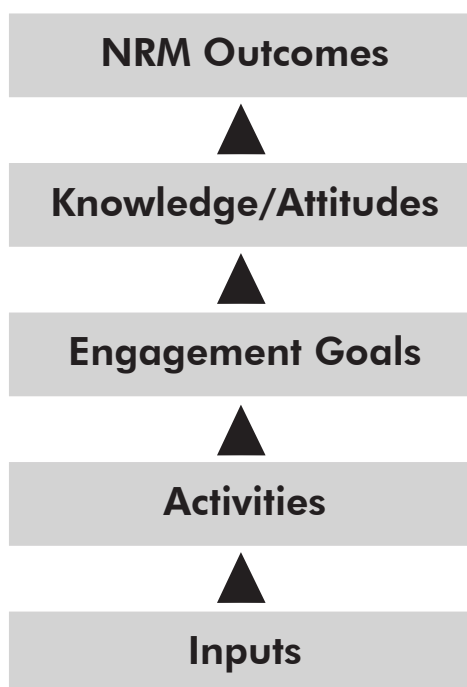 NRM Outcomes
Knowledge/Attitudes
Engagement Goals
Activities
Inputs